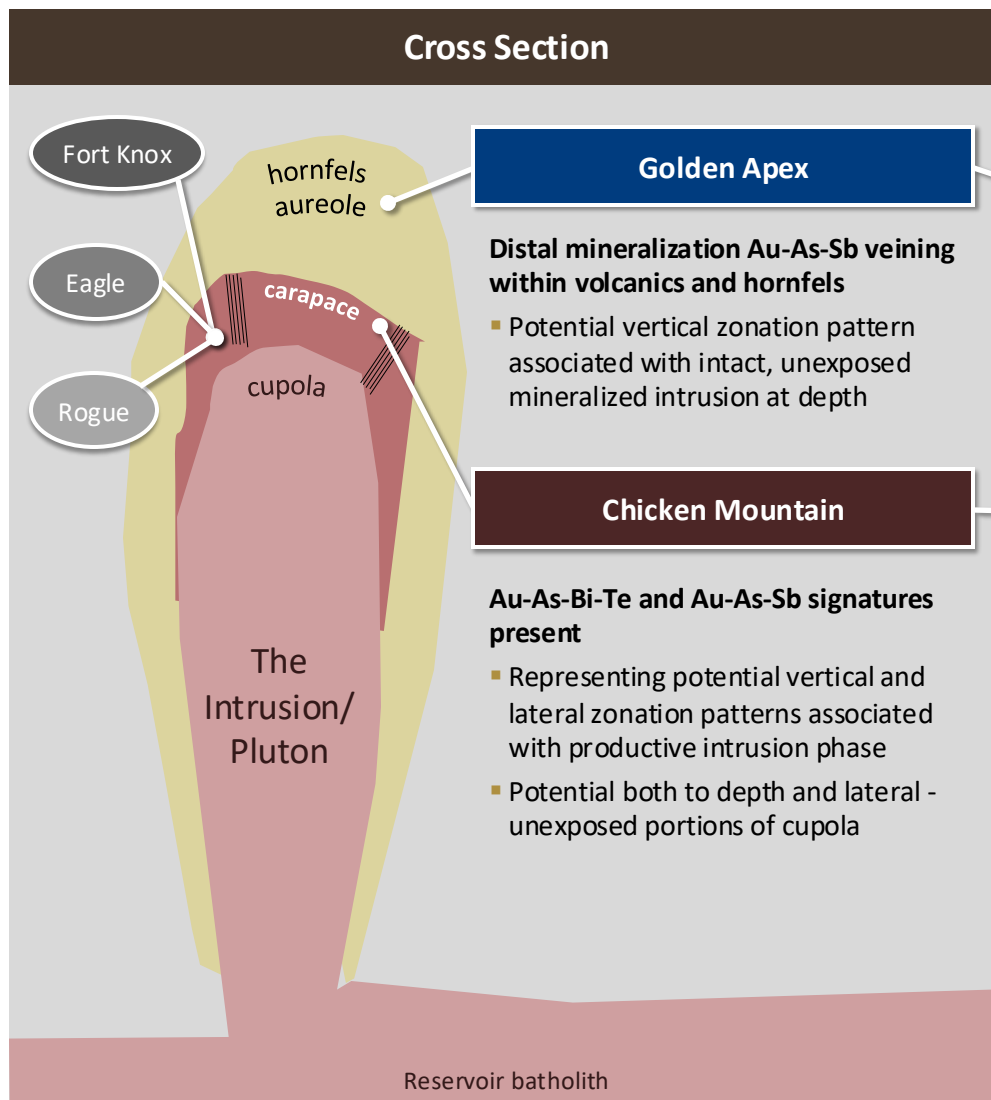 Cross Section
Fort Knox
Eagle
Rogue
hornfels
aureole
carapace
cupola
The
Intrusion/
Pluton
Reservoir batholith
Golden Apex
Distal mineralization Au-As-Sb veining
within volcanics and hornfels
▪ Potential vertical zonation pattern
associated with intact, unexposed
mineralized intrusion at depth
Chicken Mountain
Au-As-Bi-Te and Au-As-Sb signatures
present
▪ Representing potential vertical and
lateral zonation patterns associated
with productive intrusion phase
▪ Potential both to depth and lateral -
unexposed portions of cupola